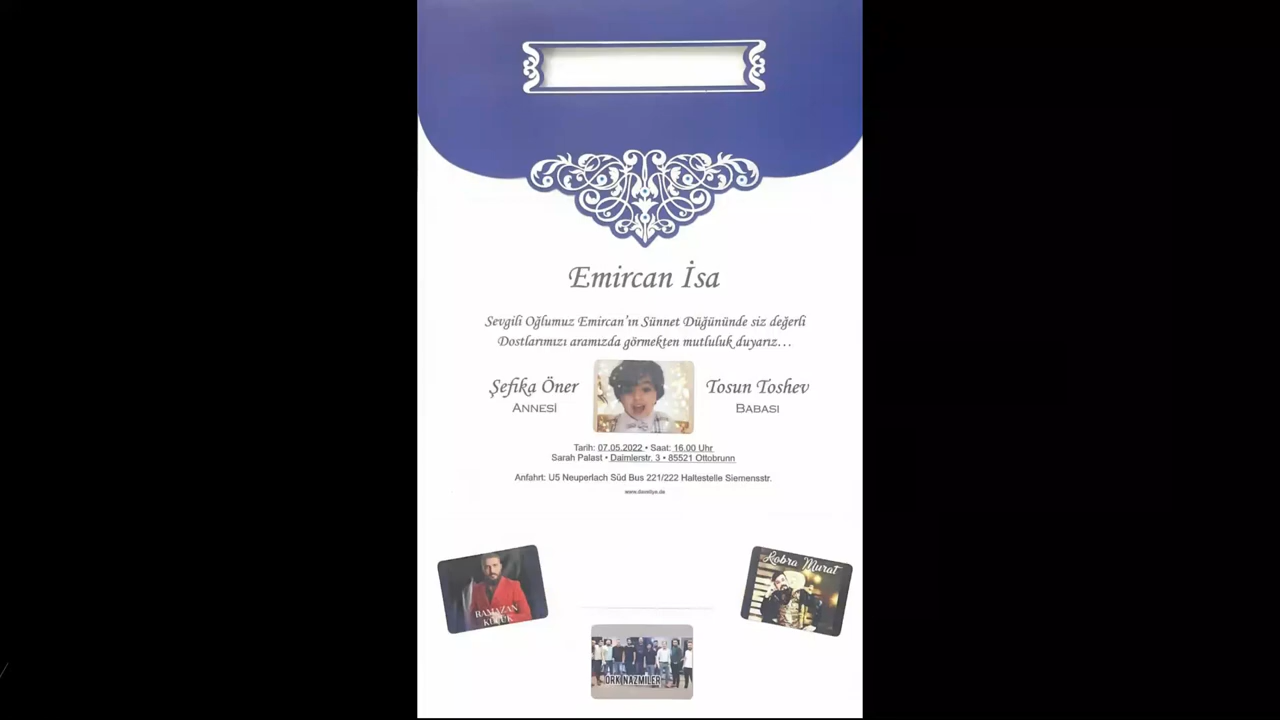 Emircan İsa
Sevgili Oğlumuz Emircan'ın Sünnet Düğününde siz değerli
Dostlarımızı aramızda görmekten mutluluk duyarız...
Şefika Öner
ANNESİ
Tosun Toshev
BABASI
Tarih: 07.05.2022 • Saat: 16.00 Uhr
Sarah Palast • Daimlerstr. 3 • 85521 Ottobrunn
Anfahrt: U5 Neuperlach Süd Bus 221/222 Haltestelle Siemensstr.
Kobra Murat
RAMAZAN
KÜÇÜK
ORK NAZMİLER